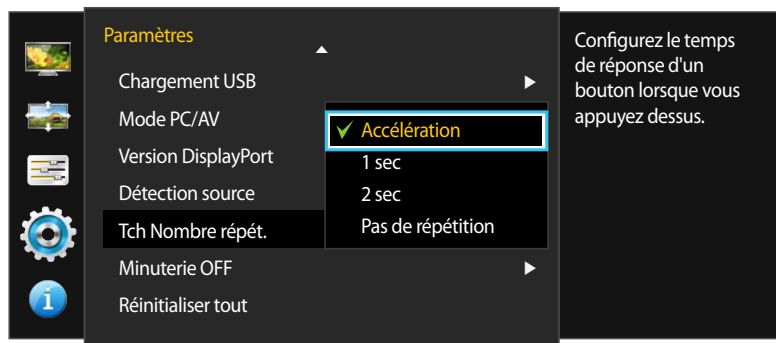 Paramètres
Chargement USB
Mode PC/AV
Version DisplayPort
Détection source
Tch Nombre répét.
Minuterie OFF
Réinitialiser tout
Accélération
1 sec
2 sec
Pas de répétition
Configurez le temps
de réponse d'un
bouton lorsque vous
appuyez dessus.